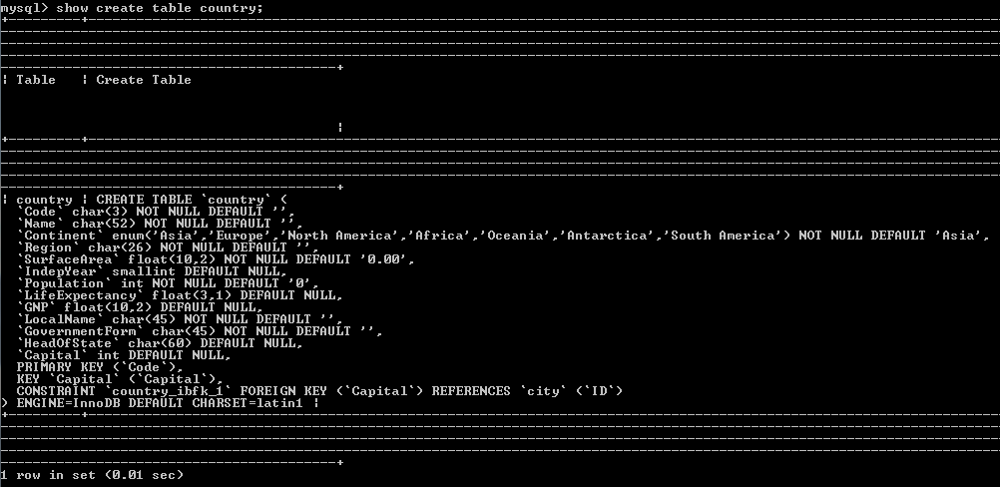 mysql> show create table country;
| Table | Create Table
|
| country | CREATE TABLE `country` (
`Code` char(3) NOT NULL DEFAULT '',
`Name` char(52) NOT NULL DEFAULT '',
`Continent` enum('Asia','Europe','North America','Africa','Oceania','Antarctica','South America') NOT NULL DEFAULT 'Asia',
`Region` char(26) NOT NULL DEFAULT '',
`SurfaceArea` float(10,2) NOT NULL DEFAULT '0.00',
`IndepYear` smallint DEFAULT NULL,
`Population` int NOT NULL DEFAULT '0',
`LifeExpectancy` float(3,1) DEFAULT NULL,
`GNP` float(10,2) DEFAULT NULL,
`LocalName` char(45) NOT NULL DEFAULT '',
`GovernmentForm` char(45) NOT NULL DEFAULT '',
`HeadOfState` char(60) DEFAULT NULL,
`Capital` int DEFAULT NULL,
PRIMARY KEY (`Code`),
KEY `Capital` (`Capital`),
CONSTRAINT `country_ibfk_1` FOREIGN KEY (`Capital`) REFERENCES `city` (`ID`)
) ENGINE=InnoDB DEFAULT CHARSET=latin1 |
1 row in set (0.01 sec)